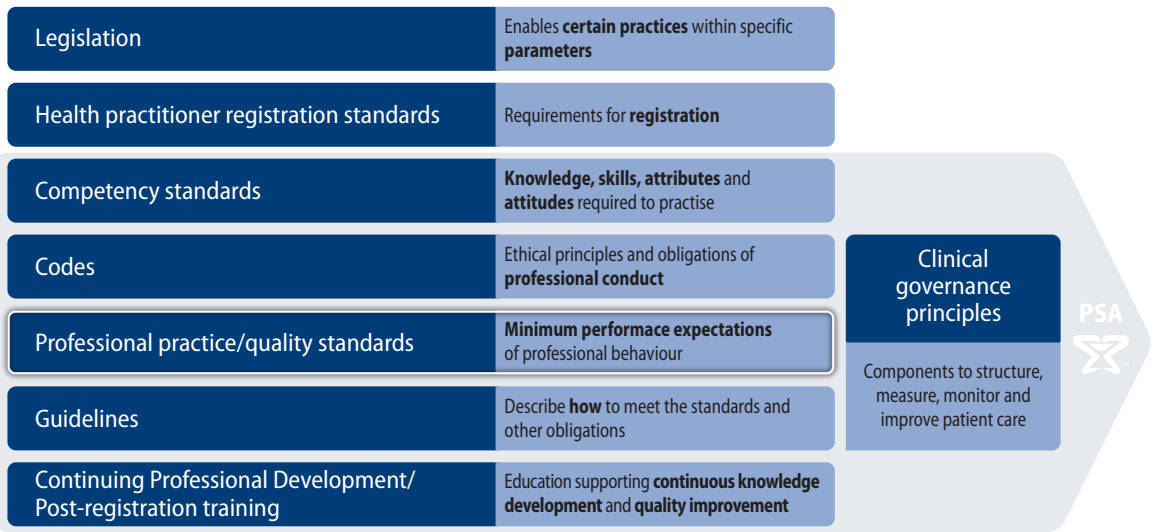 Legislation
Enables certain practices within specific
parameters
Health practitioner registration standards
Requirements for registration
Competency standards
Knowledge, skills, attributes and
attitudes required to practise
Codes
Ethical principles and obligations of
professional conduct
Professional practice/quality standards
Minimum performace expectations
of professional behaviour
Guidelines
Describe how to meet the standards and
other obligations
Continuing Professional Development/
Post-registration training
Education supporting continuous knowledge
development and quality improvement
Clinical
governance
principles
Components to structure,
measure, monitor and
improve patient care
PSA